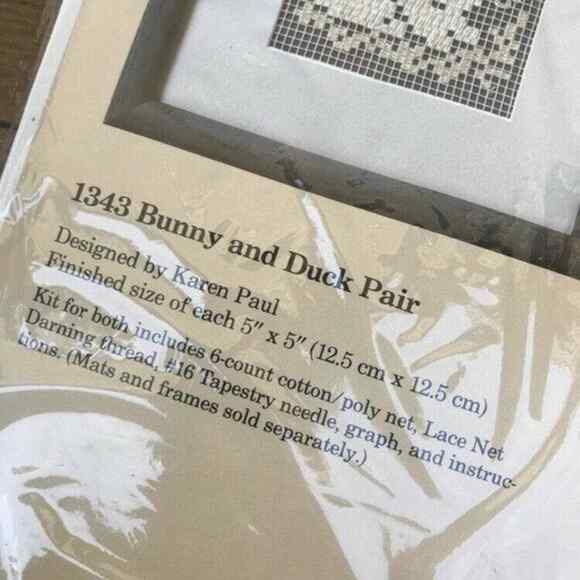 1343 Bunny and Duck Pair
Designed by Karen Paul
Finished size of each 5″ x 5″ (12.5 cm x 12.5 cm)
Kit for both includes 6-count cotton/poly net, Lace Net
Darning thread, #16 Tapestry needle, graph, and instruc-
tions. (Mats and frames sold separately.)